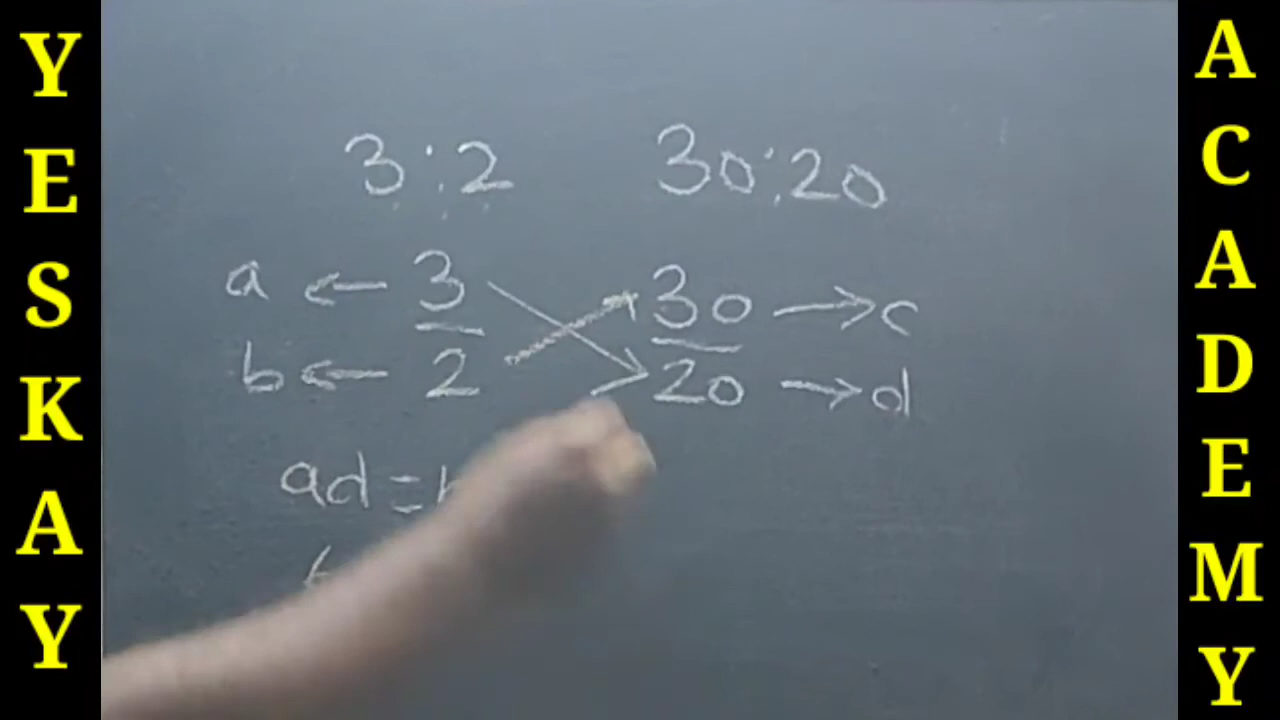 YESKAY
3:2 30:20
a ← 3 30 → c
b ← 2 20 → d
ad =
ACADEMY